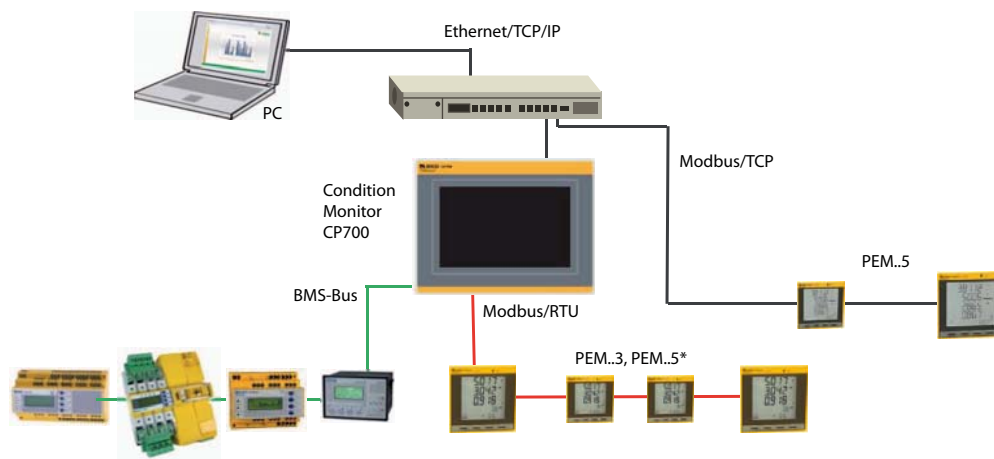 Ethernet/TCP/IP
PC
Modbus/TCP
Condition
Monitor
CP700
PEM..5
BMS-Bus
Modbus/RTU
PEM..3, PEM..5*